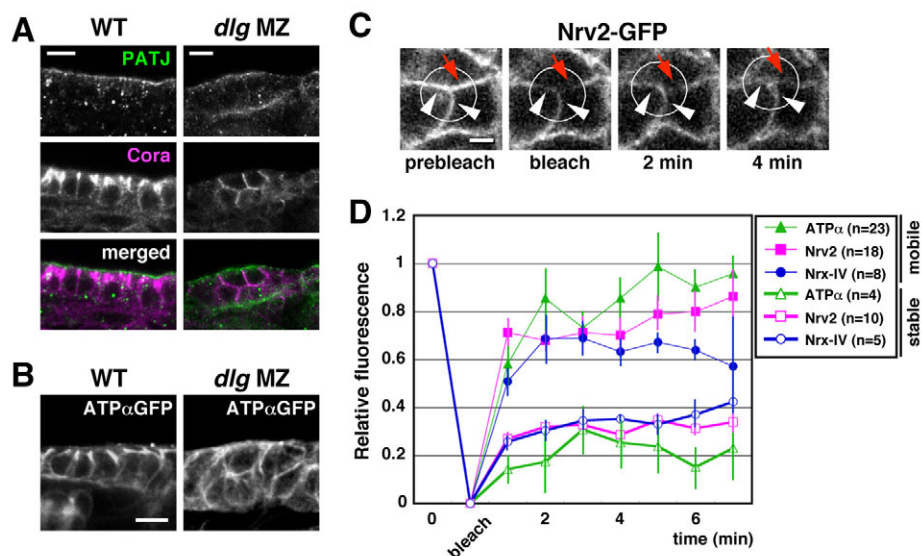 A
WT
dlg MZ
PATJ
Cora
merged
B
WT
dlg MZ
ATPαGFP
ATPαGFP
C
Nrv2-GFP
prebleach
bleach
2 min
4 min
D
1.2
1
0.8
0.6
0.4
0.2
0
Relative fluorescence
0
bleach
2
4
6
time (min)
ATPα (n=23)
Nrv2 (n=18)
Nrx-IV (n=8)
ATPα (n=4)
Nrv2 (n=10)
Nrx-IV (n=5)
mobile
stable